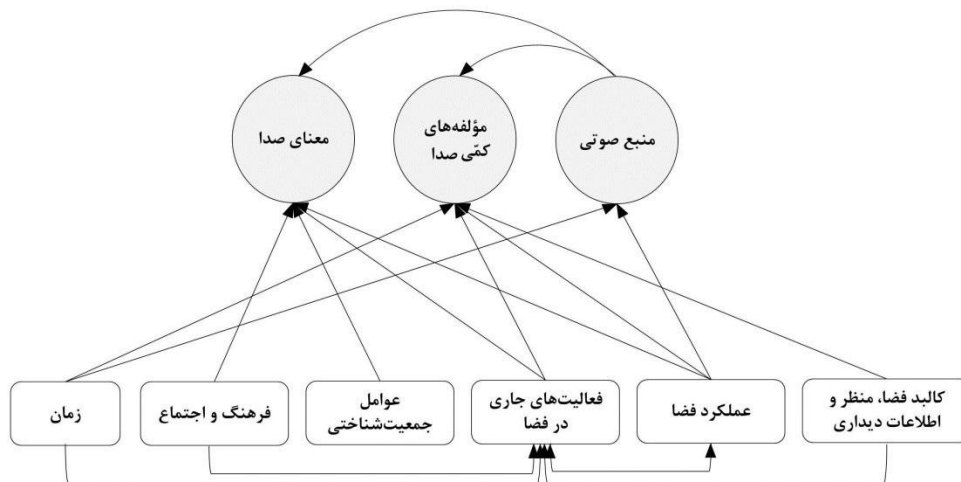 منبع صوتی
مؤلفه‌های
کمّی صدا
معنای صدا
کالبد فضا، منظر و
اطلاعات دیداری
عملکرد فضا
فعالیت‌های جاری
در فضا
عوامل
جمعیت‌شناختی
فرهنگ و اجتماع
زمان